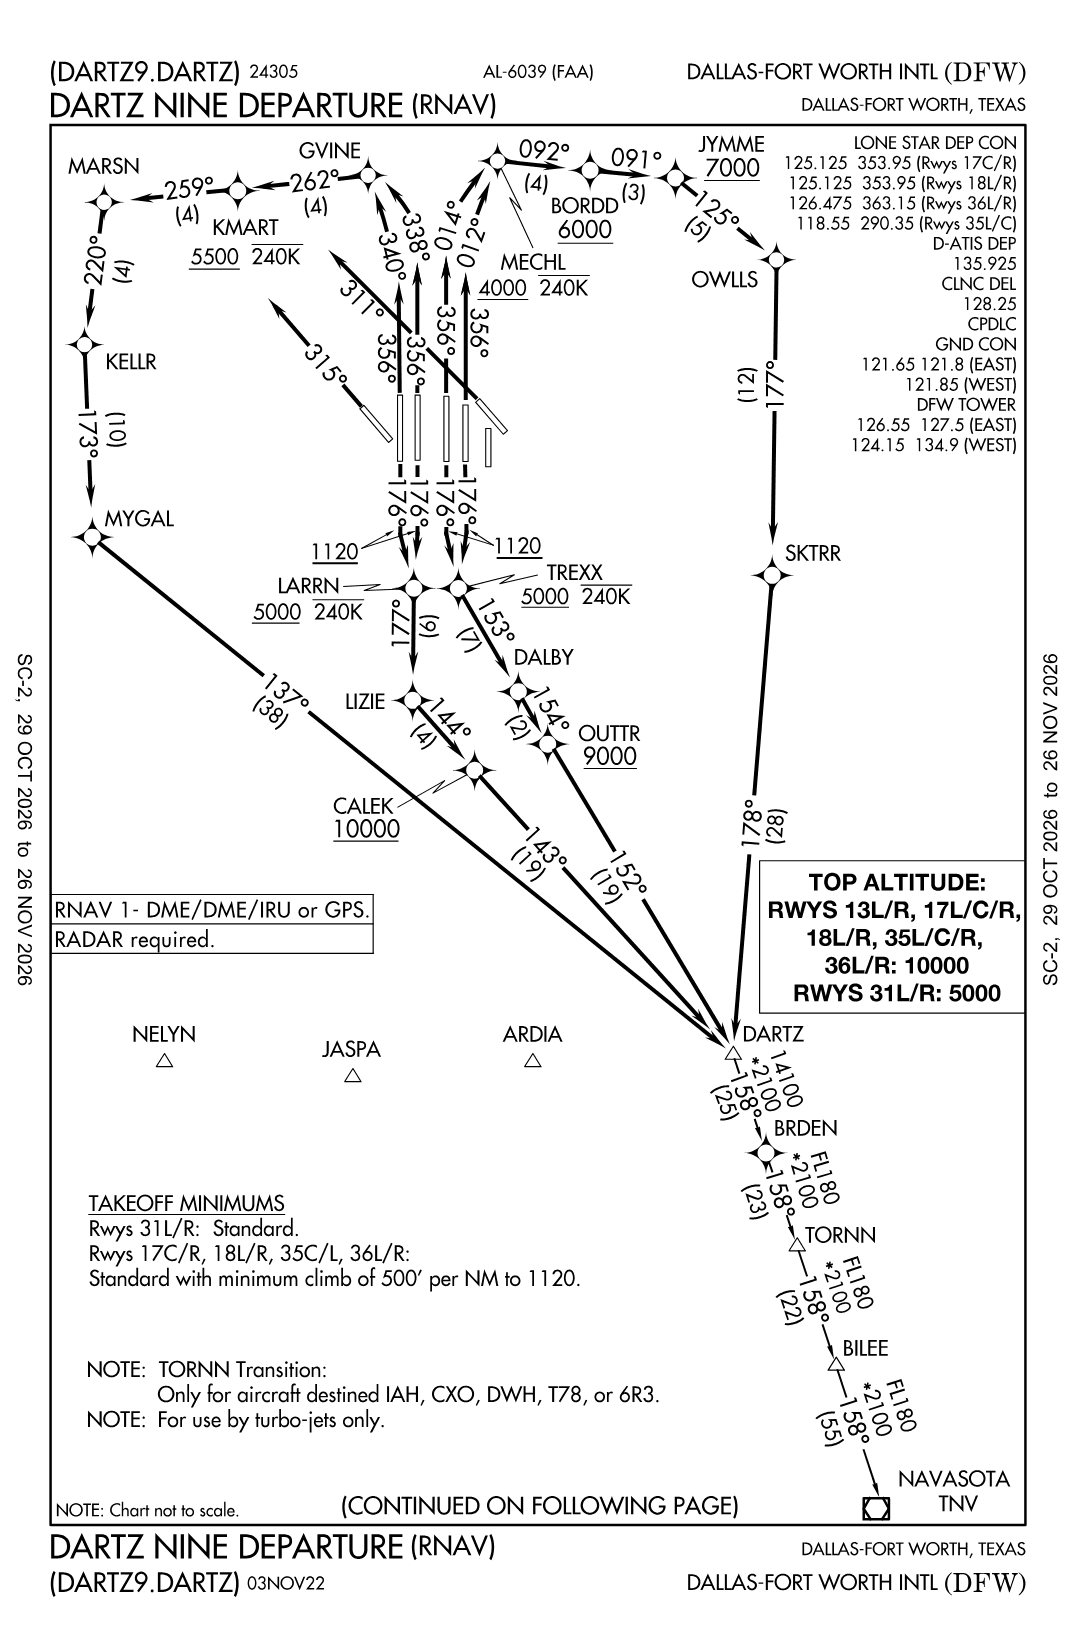 (DARTZ9.DARTZ) 24305
AL-6039 (FAA)
DALLAS-FORT WORTH INTL (DFW)
DARTZ NINE DEPARTURE (RNAV)
DALLAS-FORT WORTH, TEXAS
LONE STAR DEP CON
125.125 353.95 (Rwys 17C/R)
125.125 353.95 (Rwys 18L/R)
126.475 363.15 (Rwys 36L/R)
118.55 290.35 (Rwys 35L/C)
D-ATIS DEP
135.925
CLNC DEL
128.25
CPDLC
GND CON
121.65 121.8 (EAST)
121.85 (WEST)
DFW TOWER
126.55 127.5 (EAST)
124.15 134.9 (WEST)
MARSN
259°
(4)
KMART
5500 240K
262°
(4)
GVINE
340°
338°
014°
012°
092°
(4)
MECHL
4000 240K
BORDD
6000
091°
(3)
JYMME
7000
125°
(5)
OWLLS
220°
(4)
KELLR
173°
(10)
MYGAL
315°
311°
356°
356°
356°
356°
176°
176°
176°
176°
1120
1120
177°
(12)
SKTRR
LARRN
5000 240K
TREXX
5000 240K
177°
(9)
153°
(7)
DALBY
LIZIE
144°
(4)
154°
(2)
OUTTR
9000
CALEK
10000
137°
(38)
143°
(19)
152°
(19)
178°
(28)
TOP ALTITUDE:
RWYS 13L/R, 17L/C/R,
18L/R, 35L/C/R,
36L/R: 10000
RWYS 31L/R: 5000
RNAV 1- DME/DME/IRU or GPS.
RADAR required.
NELYN
JASPA
ARDIA
DARTZ
14100
*2100
158°
(25)
BRDEN
FL180
*2100
158°
(23)
TORNN
FL180
*2100
158°
(22)
BILEE
FL180
*2100
158°
(55)
NAVASOTA
TNV
TAKEOFF MINIMUMS
Rwys 31L/R: Standard.
Rwys 17C/R, 18L/R, 35C/L, 36L/R:
Standard with minimum climb of 500' per NM to 1120.
NOTE: TORNN Transition:
Only for aircraft destined IAH, CXO, DWH, T78, or 6R3.
NOTE: For use by turbo-jets only.
NOTE: Chart not to scale.
(CONTINUED ON FOLLOWING PAGE)
DARTZ NINE DEPARTURE (RNAV)
DALLAS-FORT WORTH, TEXAS
(DARTZ9.DARTZ) 03NOV22
DALLAS-FORT WORTH INTL (DFW)
SC-2, 29 OCT 2026 to 26 NOV 2026
SC-2, 29 OCT 2026 to 26 NOV 2026